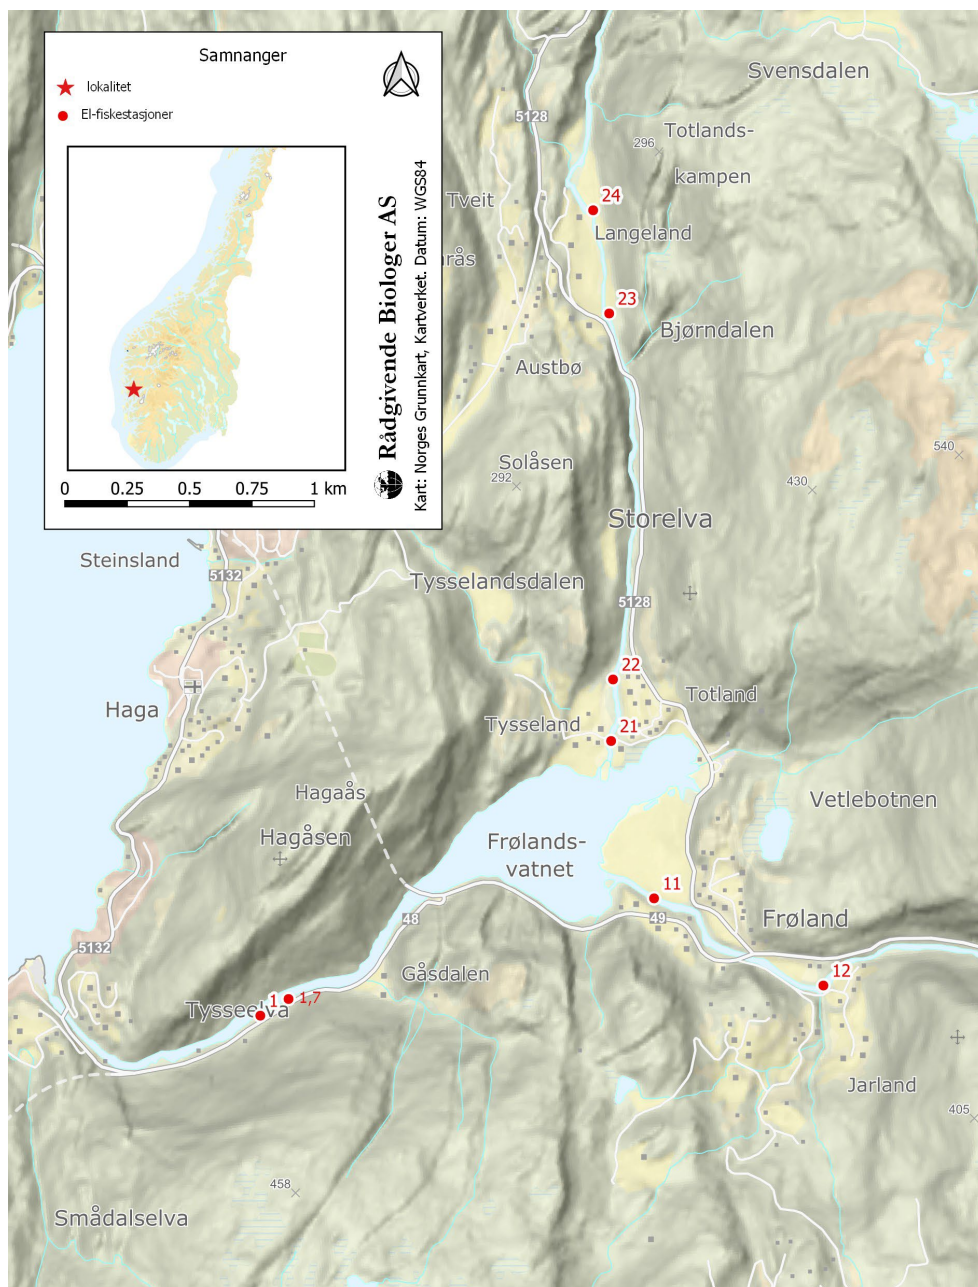 Samnanger
lokalitet
El-fiskestasjoner
Rådgivende Biologer AS
Kart: Norges Grunnkart, Kartverket. Datum: WGS84
0 0.25 0.5 0.75 1 km
Svensdalen
5128
296
Totlands-
kampen
Tveit
24
Langeland
rås
23
Bjørndalen
Austbø
540
Solåsen
292
430
Storelva
Steinsland
5132
Tysselandsdalen
5128
22
Totland
Haga
Tysseland
21
Hagaås
Vetlebotnen
Hagåsen
Frølands-
vatnet
11
48
49
Frøland
5132
Gåsdalen
12
1
1,7
Tysseelva
Jarland
405
458
Smådalselva